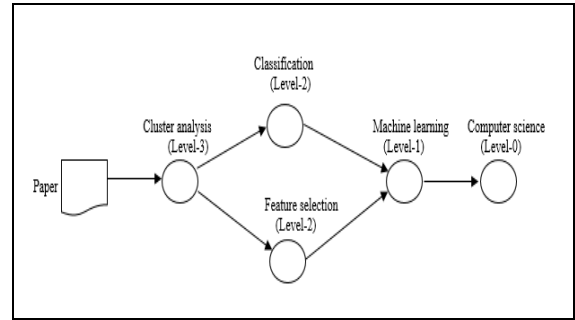 Classification
(Level-2)
Cluster analysis
(Level-3)
Machine learning
(Level-1)
Computer science
(Level-0)
Paper
Feature selection
(Level-2)